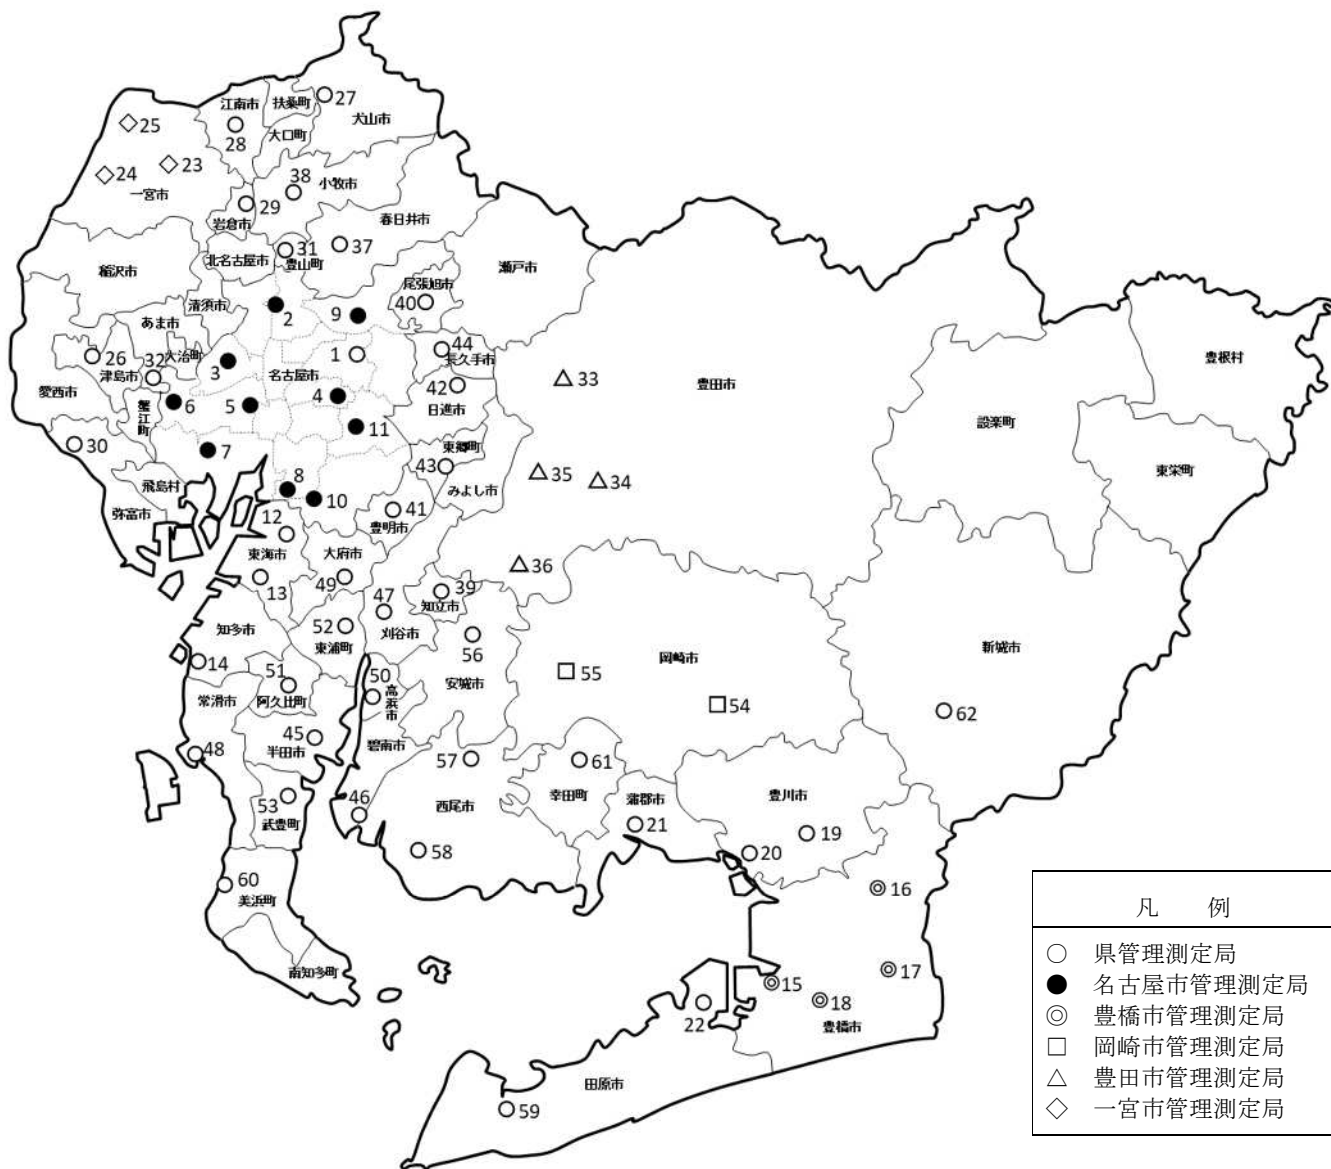 27
江南市
扶桑町
犬山市
25
28
大口町
24
23
38
小牧市
一宮市
29
岩倉市
春日井市
31
37
豊山町
北名古屋市
稲沢市
瀬戸市
尾張旭市
清須市
40
2
9
あま市
44
1
長久手市
26
32
大治町
津島市
3
名古屋市
33
豊田市
豊根村
愛西市
4
42
6
5
日進市
蟹江町
11
設楽町
30
7
東郷町
43
東栄町
35
34
8
みよし市
飛島村
10
41
弥富市
12
豊明市
東海市
大府市
36
13
49
47
39
知立市
知多市
52
刈谷市
東浦町
56
新城市
14
51
岡崎市
55
50
安城市
常滑市
阿久比町
高浜市
54
62
45
半田市
碧南市
48
57
61
53
46
西尾市
幸田町
蒲郡市
豊川市
武豊町
21
19
58
20
60
16
美浜町
南知多町
17
15
18
22
豊橋市
田原市
59
凡 例
○ 県管理測定局
● 名古屋市管理測定局
◎ 豊橋市管理測定局
□ 岡崎市管理測定局
△ 豊田市管理測定局
◇ 一宮市管理測定局